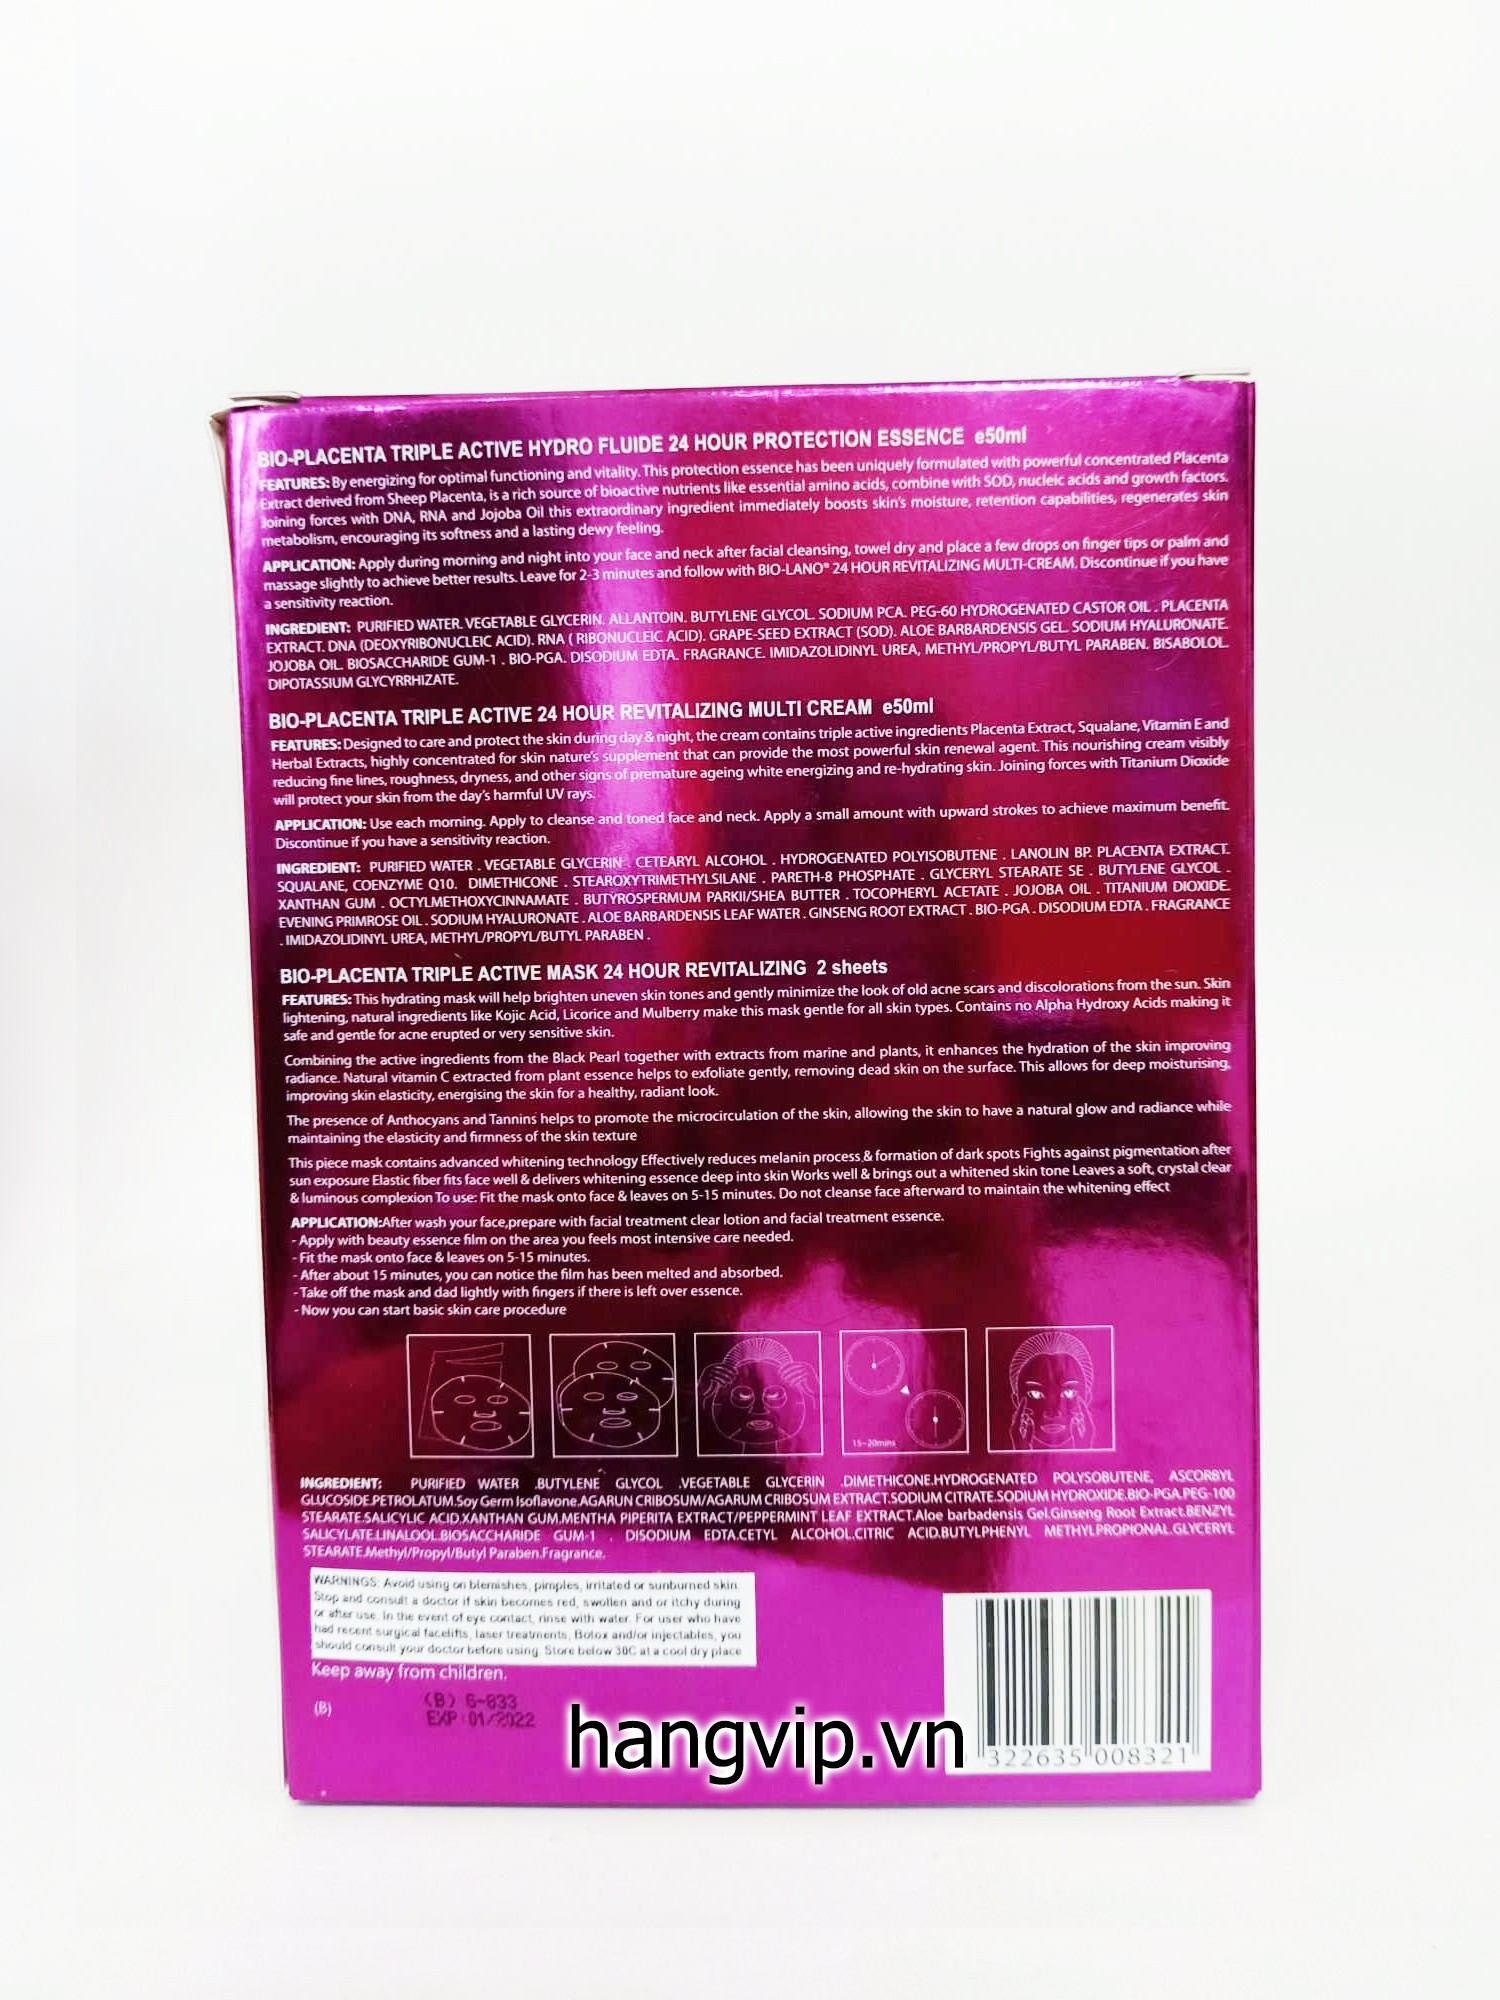 BIO-PLACENTA TRIPLE ACTIVE HYDRO FLUIDE 24 HOUR PROTECTION ESSENCE e50ml
FEATURES: By energizing for optimal functioning and vitality. This protection essence has been uniquely formulated with powerful concentrated Placenta
Extract derived from Sheep Placenta, is a rich source of bioactive nutrients like essential amino acids, combine with SOD, nucleic acids and growth factors.
Joining forces with DNA, RNA and Jojoba Oil this extraordinary ingredient immediately boosts skin's moisture, retention capabilities, regenerates skin
metabolism, encouraging its softness and a lasting dewy feeling.
APPLICATION: Apply during morning and night into your face and neck after facial cleansing, towel dry and place a few drops on finger tips or palm and
massage slightly to achieve better results. Leave for 2-3 minutes and follow with BIO-LANO® 24 HOUR REVITALIZING MULTI-CREAM. Discontinue if you have
a sensitivity reaction.
INGREDIENT: PURIFIED WATER. VEGETABLE GLYCERIN. ALLANTOIN. BUTYLENE GLYCOL. SODIUM PCA. PEG-60 HYDROGENATED CASTOR OIL . PLACENTA
EXTRACT. DNA (DEOXYRIBONUCLEIC ACID). RNA ( RIBONUCLEIC ACID). GRAPE-SEED EXTRACT (SOD). ALOE BARBARDENSIS GEL. SODIUM HYALURONATE.
JOJOBA OIL. BIOSACCHARIDE GUM-1 . BIO-PGA. DISODIUM EDTA. FRAGRANCE. IMIDAZOLIDINYL UREA, METHYL/PROPYL/BUTYL PARABEN. BISABOLOL.
DIPOTASSIUM GLYCYRRHIZATE.
BIO-PLACENTA TRIPLE ACTIVE 24 HOUR REVITALIZING MULTI CREAM e50ml
FEATURES: Designed to care and protect the skin during day & night, the cream contains triple active ingredients Placenta Extract, Squalane, Vitamin E and
Herbal Extracts, highly concentrated for skin nature's supplement that can provide the most powerful skin renewal agent. This nourishing cream visibly
reducing fine lines, roughness, dryness, and other signs of premature ageing white energizing and re-hydrating skin. Joining forces with Titanium Dioxide
will protect your skin from the day's harmful UV rays.
APPLICATION: Use each morning. Apply to cleanse and toned face and neck. Apply a small amount with upward strokes to achieve maximum benefit.
Discontinue if you have a sensitivity reaction.
INGREDIENT: PURIFIED WATER . VEGETABLE GLYCERIN . CETEARYL ALCOHOL . HYDROGENATED POLYISOBUTENE . LANOLIN BP. PLACENTA EXTRACT.
SQUALANE, COENZYME Q10. DIMETHICONE . STEAROXYTRIMETHYLSILANE . PARETH-8 PHOSPHATE . GLYCERYL STEARATE SE . BUTYLENE GLYCOL .
XANTHAN GUM . OCTYLMETHOXYCINNAMATE . BUTYROSPERMUM PARKII/SHEA BUTTER . TOCOPHERYL ACETATE . JOJOBA OIL . TITANIUM DIOXIDE.
EVENING PRIMROSE OIL . SODIUM HYALURONATE . ALOE BARBARDENSIS LEAF WATER . GINSENG ROOT EXTRACT . BIO-PGA . DISODIUM EDTA . FRAGRANCE
. IMIDAZOLIDINYL UREA, METHYL/PROPYL/BUTYL PARABEN .
BIO-PLACENTA TRIPLE ACTIVE MASK 24 HOUR REVITALIZING 2 sheets
FEATURES: This hydrating mask will help brighten uneven skin tones and gently minimize the look of old acne scars and discolorations from the sun. Skin
lightening, natural ingredients like Kojic Acid, Licorice and Mulberry make this mask gentle for all skin types. Contains no Alpha Hydroxy Acids making it
safe and gentle for acne erupted or very sensitive skin.
Combining the active ingredients from the Black Pearl together with extracts from marine and plants, it enhances the hydration of the skin improving
radiance. Natural vitamin C extracted from plant essence helps to exfoliate gently, removing dead skin on the surface. This allows for deep moisturising,
improving skin elasticity, energising the skin for a healthy, radiant look.
The presence of Anthocyans and Tannins helps to promote the microcirculation of the skin, allowing the skin to have a natural glow and radiance while
maintaining the elasticity and firmness of the skin texture
This piece mask contains advanced whitening technology Effectively reduces melanin process,& formation of dark spots Fights against pigmentation after
sun exposure Elastic fiber fits face well & delivers whitening essence deep into skin Works well & brings out a whitened skin tone Leaves a soft, crystal clear
& luminous complexion To use: Fit the mask onto face & leaves on 5-15 minutes. Do not cleanse face afterward to maintain the whitening effect
APPLICATION:After wash your face,prepare with facial treatment clear lotion and facial treatment essence.
- Apply with beauty essence film on the area you feels most intensive care needed.
- Fit the mask onto face & leaves on 5-15 minutes.
- After about 15 minutes, you can notice the film has been melted and absorbed.
- Take off the mask and dad lightly with fingers if there is left over essence.
- Now you can start basic skin care procedure
15~20mins
INGREDIENT: PURIFIED WATER .BUTYLENE GLYCOL .VEGETABLE GLYCERIN .DIMETHICONE.HYDROGENATED POLYSOBUTENE, ASCORBYL
GLUCOSIDE.PETROLATUM.Soy Germ Isoflavone.AGARUN CRIBOSUM/AGARUM CRIBOSUM EXTRACT.SODIUM CITRATE.SODIUM HYDROXIDE.BIO-PGA.PEG-100
STEARATE.SALICYLIC ACID.XANTHAN GUM.MENTHA PIPERITA EXTRACT/PEPPERMINT LEAF EXTRACT.Aloe barbadensis Gel.Ginseng Root Extract.BENZYL
SALICYLATE.LINALOOL.BIOSACCHARIDE GUM-1 . DISODIUM EDTA.CETYL ALCOHOL.CITRIC ACID.BUTYLPHENYL METHYLPROPIONAL.GLYCERYL
STEARATE.Methyl/Propyl/Butyl Paraben.Fragrance.
WARNINGS: Avoid using on blemishes, pimples, irritated or sunburned skin.
Stop and consult a doctor if skin becomes red, swollen and or itchy during
or after use. In the event of eye contact, rinse with water. For user who have
had recent surgical facelifts, laser treatments, Botox and/or injectables, you
should consult your doctor before using. Store below 30C at a cool dry place
Keep away from children.
(B)
(B) G-033
EXP 01/2022
hangvip.vn
322635 008321